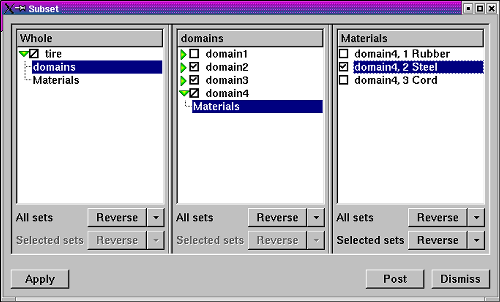 Subset
Whole
tire
domains
Materials
All sets Reverse
Selected sets Reverse
domains
domain1
domain2
domain3
domain4
Materials
All sets Reverse
Selected sets Reverse
Materials
domain4, 1 Rubber
domain4, 2 Steel
domain4, 3 Cord
All sets Reverse
Selected sets Reverse
Apply Post Dismiss